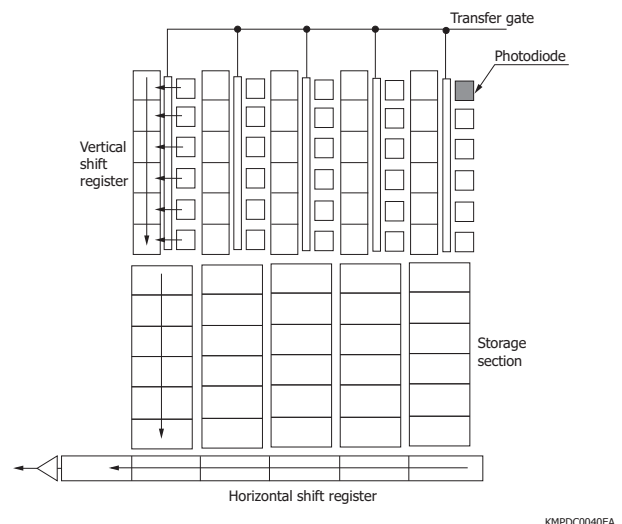 Transfer gate
Photodiode
Vertical
shift
register
Storage
section
Horizontal shift register
KMPDC0040EA